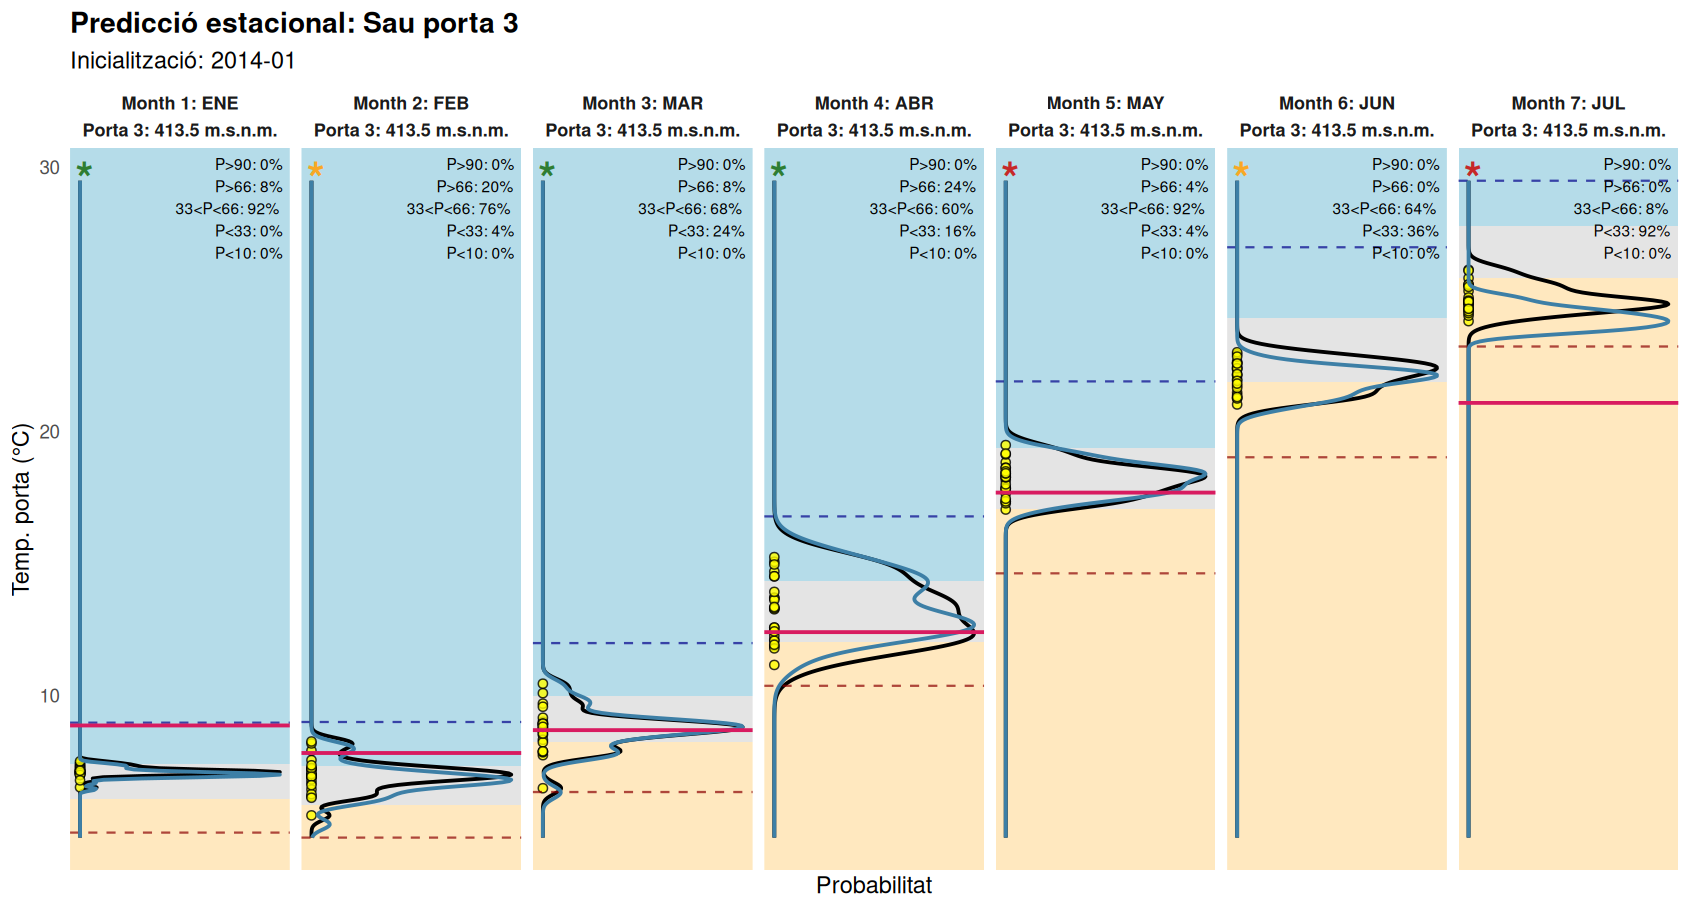 Predicció estacional: Sau porta 3
Inicialització: 2014-01
Month 1: ENE
Porta 3: 413.5 m.s.n.m.
Month 2: FEB
Porta 3: 413.5 m.s.n.m.
Month 3: MAR
Porta 3: 413.5 m.s.n.m.
Month 4: ABR
Porta 3: 413.5 m.s.n.m.
Month 5: MAY
Porta 3: 413.5 m.s.n.m.
Month 6: JUN
Porta 3: 413.5 m.s.n.m.
Month 7: JUL
Porta 3: 413.5 m.s.n.m.
*
P>90: 0%
P>66: 8%
33<P<66: 92%
P<33: 0%
P<10: 0%
*
P>90: 0%
P>66: 20%
33<P<66: 76%
P<33: 4%
P<10: 0%
*
P>90: 0%
P>66: 8%
33<P<66: 68%
P<33: 24%
P<10: 0%
*
P>90: 0%
P>66: 24%
33<P<66: 60%
P<33: 16%
P<10: 0%
*
P>90: 0%
P>66: 4%
33<P<66: 92%
P<33: 4%
P<10: 0%
*
P>90: 0%
P>66: 0%
33<P<66: 64%
P<33: 36%
P<10: 0%
*
P>90: 0%
P>66: 0%
33<P<66: 8%
P<33: 92%
P<10: 0%
30
20
10
Temp. porta (°C)
Probabilitat